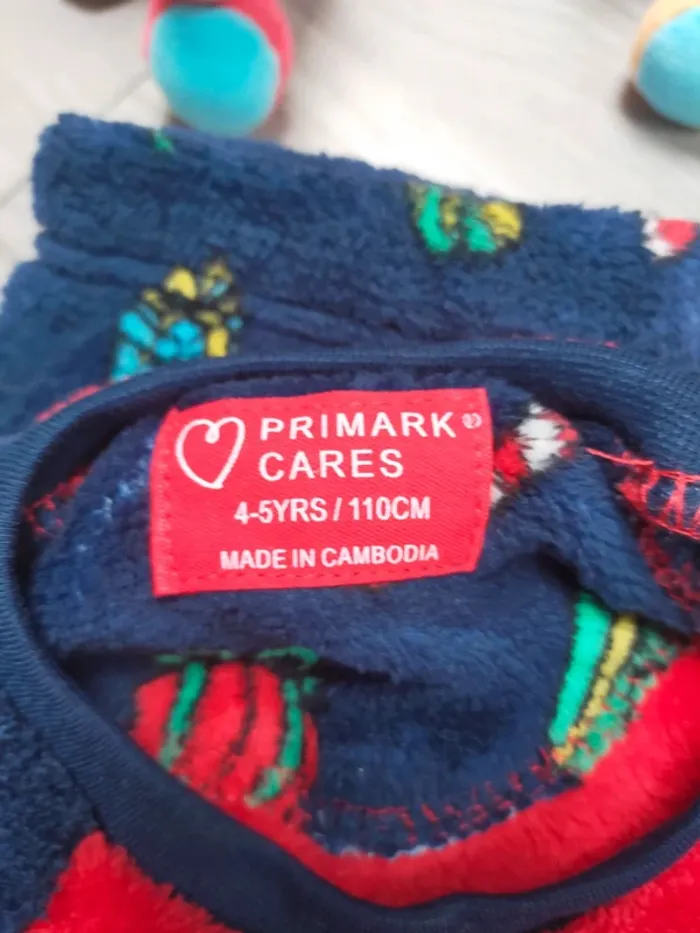 PRIMARK®
CARES
4-5YRS / 110CM
MADE IN CAMBODIA